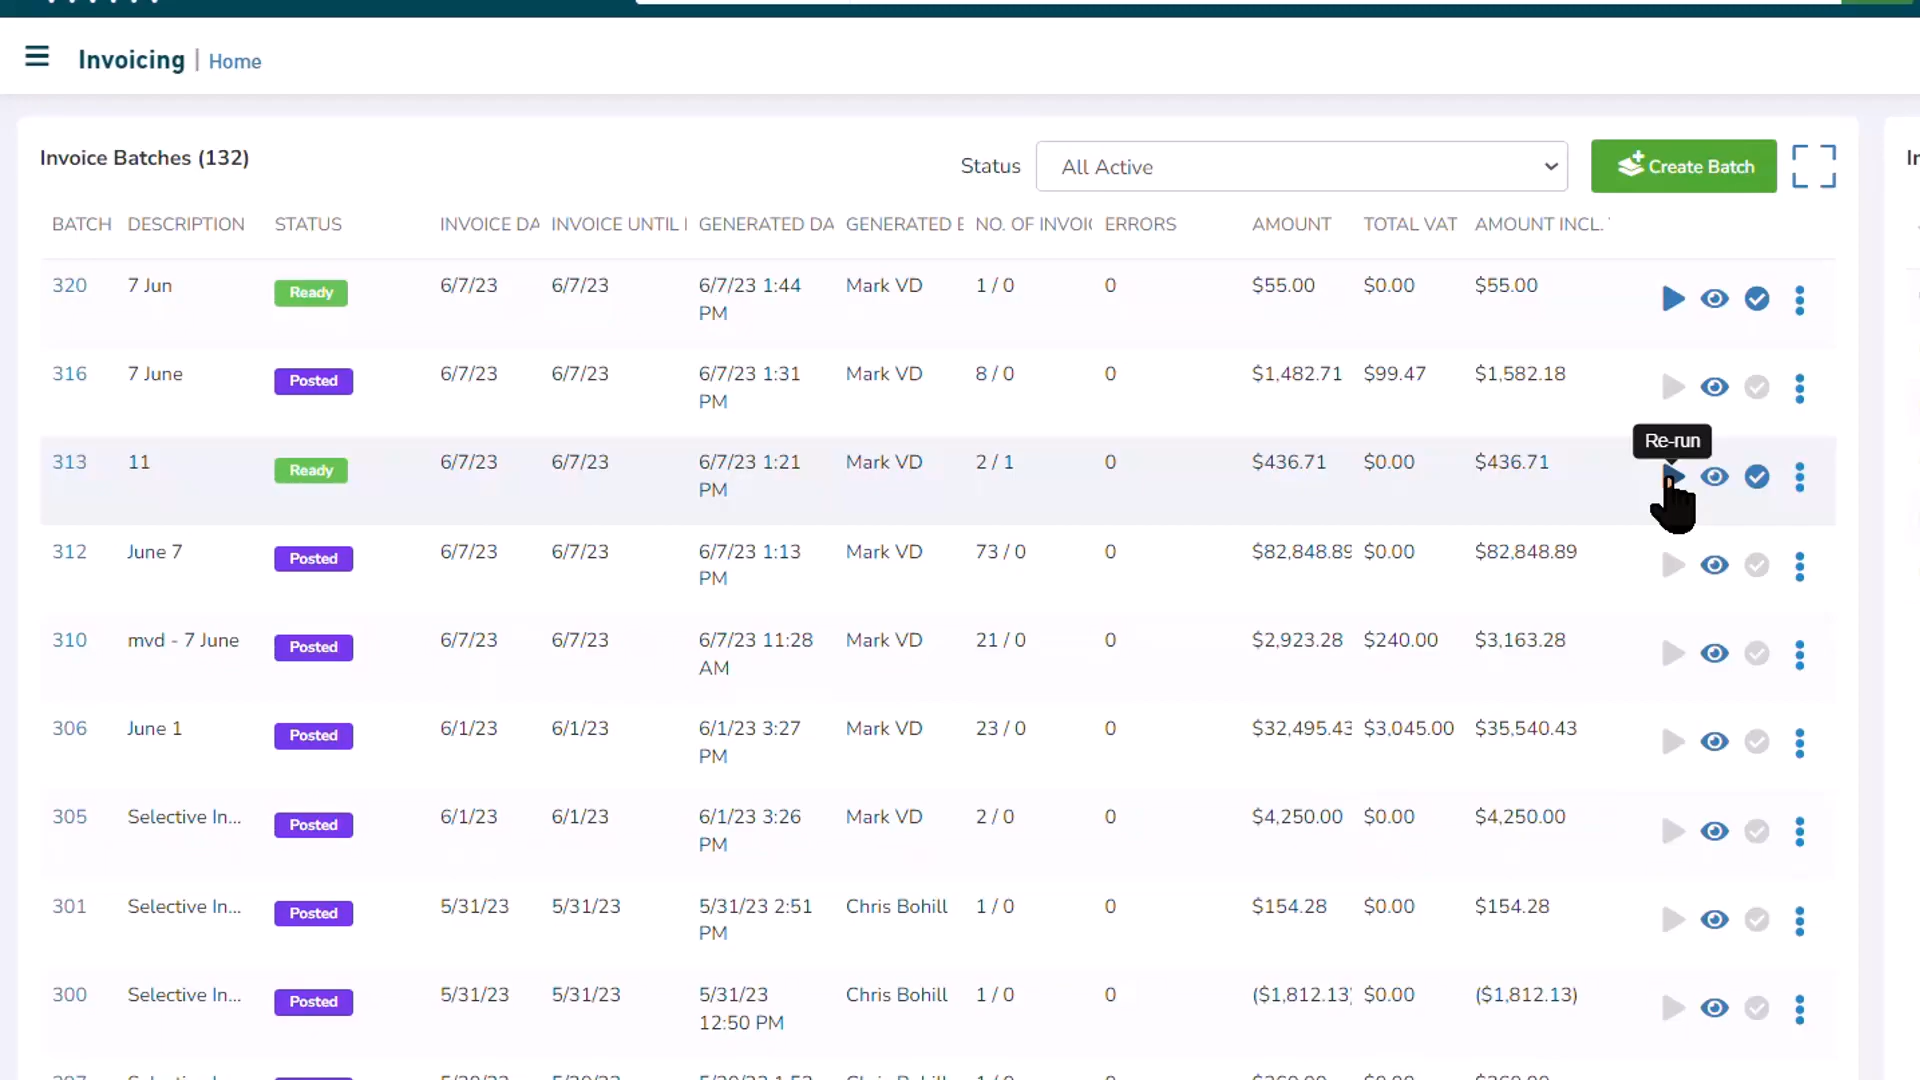 Invoicing | Home
Invoice Batches (132)
Status
All Active
Create Batch
BATCH DESCRIPTION STATUS INVOICE DA INVOICE UNTIL GENERATED DA GENERATED NO. OF INVOI ERRORS AMOUNT TOTAL VAT AMOUNT INCL.
320 7 Jun Ready 6/7/23 6/7/23 6/7/23 1:44 PM Mark VD 1 / 0 0 $55.00 $0.00 $55.00
316 7 June Posted 6/7/23 6/7/23 6/7/23 1:31 PM Mark VD 8 / 0 0 $1,482.71 $99.47 $1,582.18
Re-run
313 11 Ready 6/7/23 6/7/23 6/7/23 1:21 PM Mark VD 2 / 1 0 $436.71 $0.00 $436.71
312 June 7 Posted 6/7/23 6/7/23 6/7/23 1:13 PM Mark VD 73 / 0 0 $82,848.89 $0.00 $82,848.89
310 mvd - 7 June Posted 6/7/23 6/7/23 6/7/23 11:28 AM Mark VD 21 / 0 0 $2,923.28 $240.00 $3,163.28
306 June 1 Posted 6/1/23 6/1/23 6/1/23 3:27 PM Mark VD 23 / 0 0 $32,495.43 $3,045.00 $35,540.43
305 Selective In... Posted 6/1/23 6/1/23 6/1/23 3:26 PM Mark VD 2 / 0 0 $4,250.00 $0.00 $4,250.00
301 Selective In... Posted 5/31/23 5/31/23 5/31/23 2:51 PM Chris Bohill 1 / 0 0 $154.28 $0.00 $154.28
300 Selective In... Posted 5/31/23 5/31/23 5/31/23 12:50 PM Chris Bohill 1 / 0 0 ($1,812.13) $0.00 ($1,812.13)